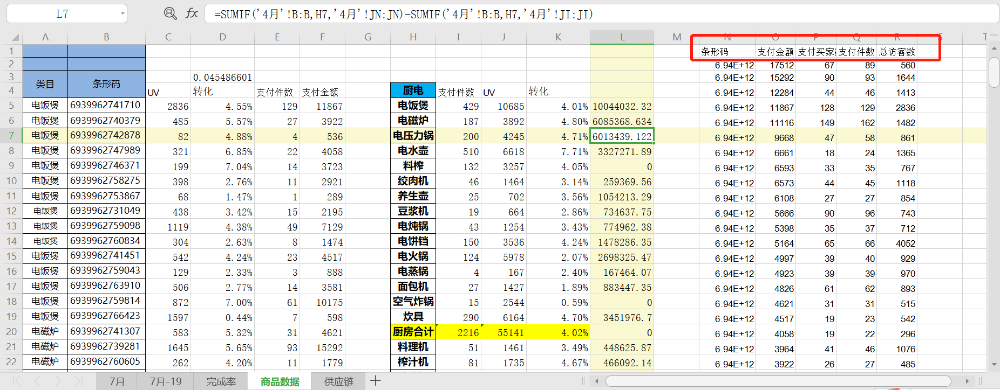 L7 fx =SUMIF('4月'!B:B,H7,'4月'!JN:JN)-SUMIF('4月'!B:B,H7,'4月'!JI:JI)
A B C D E F G H I J K L M N O P Q R S T
1 条形码 支付金额 支付买家 支付件数 总访客数
2 6.94E+12 17512 67 89 560
3 类目 条形码 0.045486601 6.94E+12 15292 90 93 1644
4 UV 转化 支付件数 支付金额 厨电 支付件数 UV 转化 6.94E+12 12284 44 46 1413
5 电饭煲 6939962741710 2836 4.55% 129 11867 电饭煲 429 10685 4.01% 10044032.32 6.94E+12 11867 128 129 2836
6 电饭煲 6939962740379 485 5.57% 27 3922 电磁炉 187 3892 4.80% 6085368.634 6.94E+12 11116 149 162 1482
7 电饭煲 6939962742878 82 4.88% 4 536 电压力锅 200 4245 4.71% 6013439.122 6.94E+12 9668 47 58 861
8 电饭煲 6939962747989 321 6.85% 22 4058 电水壶 510 6618 7.71% 3327271.89 6.94E+12 6661 18 24 1365
9 电饭煲 6939962746371 199 7.04% 14 3723 料榨 132 3257 4.05% 0 6.94E+12 6593 33 35 767
10 电饭煲 6939962758275 398 2.76% 11 2921 绞肉机 46 1464 3.14% 259369.56 6.94E+12 6573 44 45 1118
11 电饭煲 6939962753867 68 1.47% 1 289 养生壶 25 702 3.56% 1054213.29 6.94E+12 6108 27 27 854
12 电饭煲 6939962731049 438 3.42% 15 2195 豆浆机 19 664 2.86% 734637.75 6.94E+12 5666 90 96 743
13 电饭煲 6939962759098 1119 4.38% 49 7129 电炖锅 43 1254 3.43% 774962.38 6.94E+12 5398 35 37 712
14 电饭煲 6939962760834 304 2.63% 8 1474 电饼铛 150 3536 4.24% 1478286.35 6.94E+12 5164 65 66 4052
15 电饭煲 6939962741451 542 4.24% 23 4517 电火锅 124 5978 2.07% 2698325.47 6.94E+12 4997 39 40 929
16 电饭煲 6939962759043 129 2.33% 3 888 电蒸锅 4 167 2.40% 167464.07 6.94E+12 4923 39 39 970
17 电饭煲 6939962763910 506 2.77% 14 3581 面包机 27 1427 1.89% 883447.35 6.94E+12 4826 61 62 893
18 电饭煲 6939962759814 872 7.00% 61 10175 空气炸锅 15 2544 0.59% 0 6.94E+12 4621 31 31 515
19 电饭煲 6939962766423 1597 0.44% 7 598 炊具 290 6164 4.70% 3451976.7 6.94E+12 4517 19 23 542
20 电磁炉 6939962741307 583 5.32% 31 4621 厨房合计 2216 55141 4.02% 0 6.94E+12 4058 19 22 296
21 电磁炉 6939962739281 1645 5.65% 93 15292 料理机 51 1461 3.49% 448625.87 6.94E+12 3964 41 46 1076
22 电磁炉 6939962760605 262 4.20% 11 1779 榨汁机 81 1735 4.67% 466092.14 6.94E+12 3922 26 27 485
7月 7月-19 完成率 商品数据 供应链 +